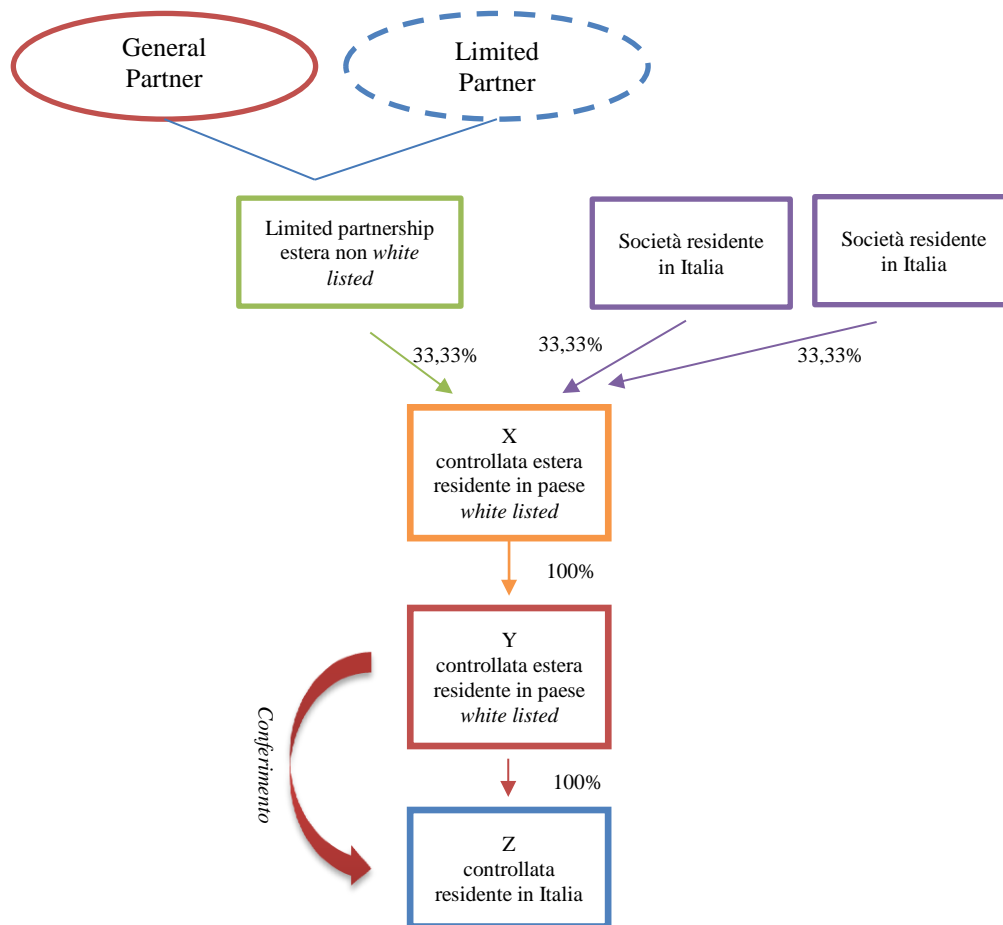 General
Partner
Limited
Partner
Limited partnership
estera non white
listed
Società residente
in Italia
Società residente
in Italia
33,33%
33,33%
33,33%
X
controllata estera
residente in paese
white listed
100%
Y
controllata estera
residente in paese
white listed
Conferimento
100%
Z
controllata
residente in Italia